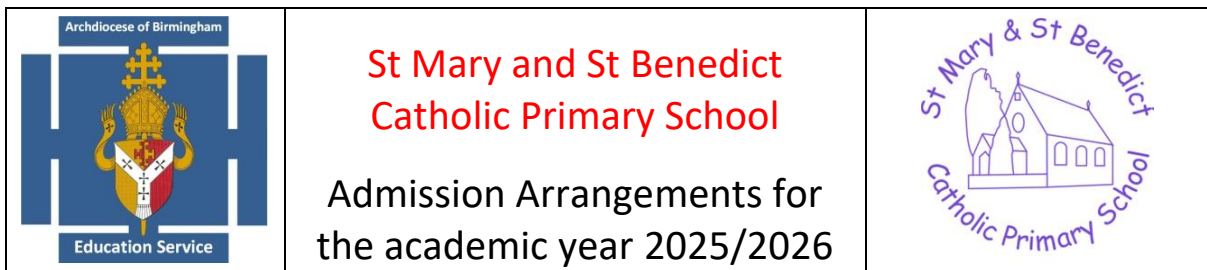 Archdiocese of Birmingham
Education Service
St Mary and St Benedict
Catholic Primary School
Admission Arrangements for
the academic year 2025/2026
St Mary & St Benedict
Catholic Primary School